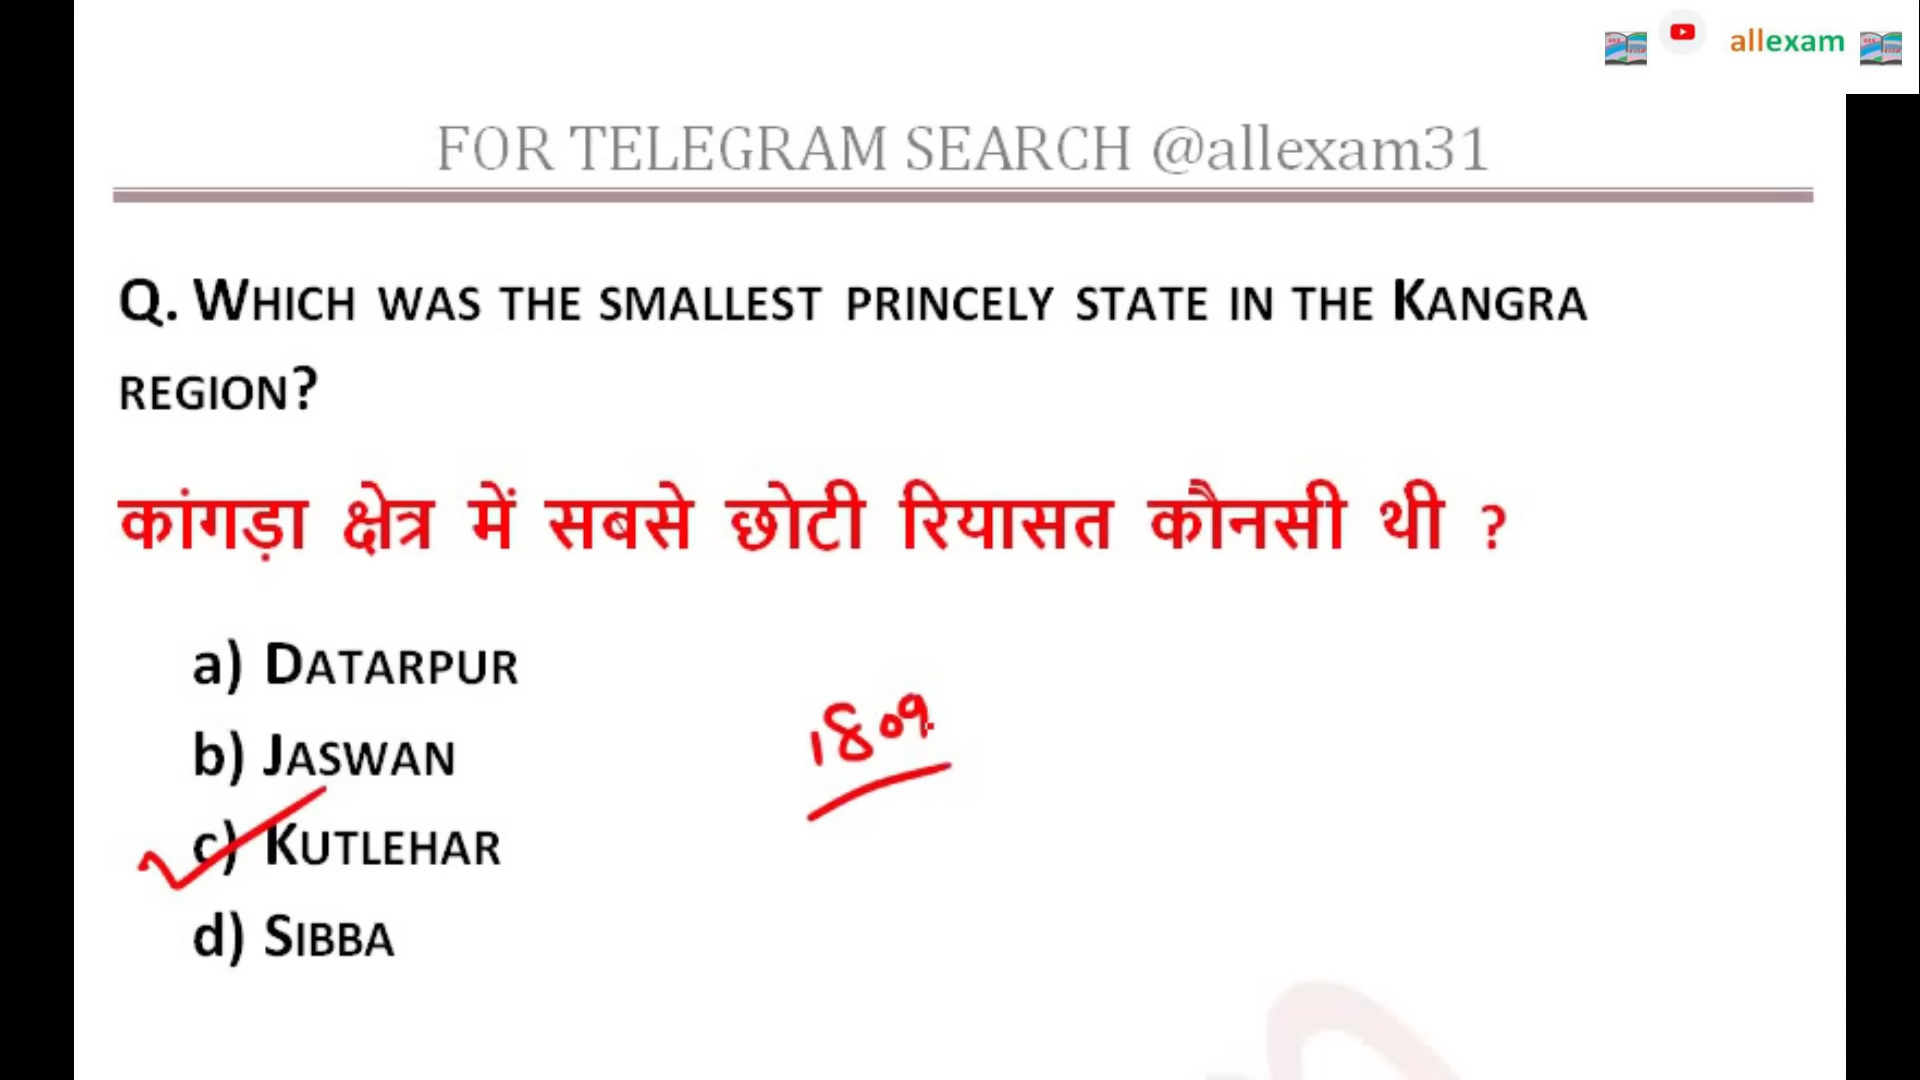 allexam
FOR TELEGRAM SEARCH @allexam31
Q. WHICH WAS THE SMALLEST PRINCELY STATE IN THE KANGRA
REGION?
कांगड़ा क्षेत्र में सबसे छोटी रियासत कौनसी थी ?
a) DATARPUR
b) JASWAN
1809
c) KUTLEHAR
d) SIBBA